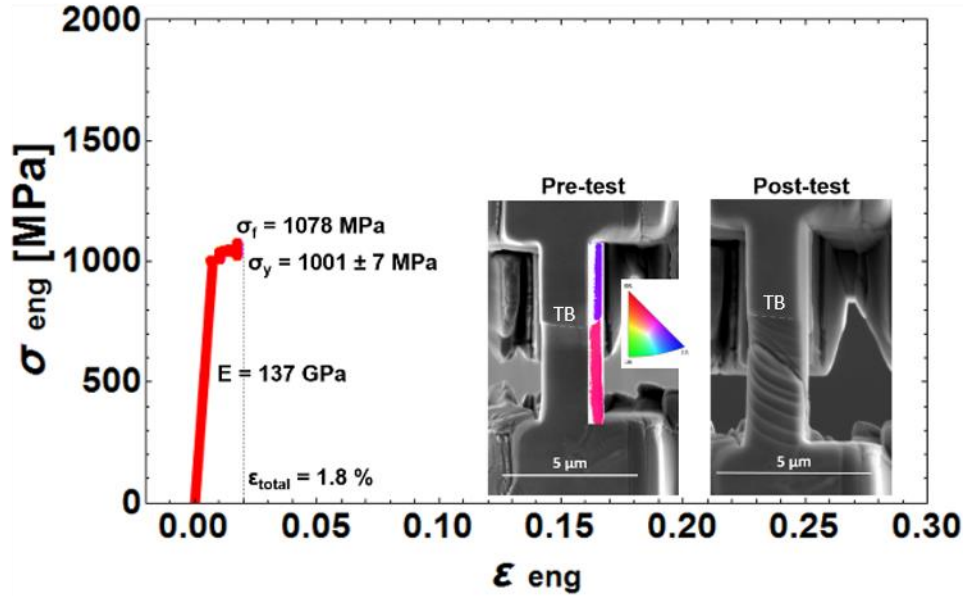 2000
1500
1000
500
0
σ eng [MPa]
σf = 1078 MPa
σy = 1001 ± 7 MPa
E = 137 GPa
εtotal = 1.8 %
Pre-test
Post-test
TB
TB
5 µm
5 µm
0.00 0.05 0.10 0.15 0.20 0.25 0.30
ε eng